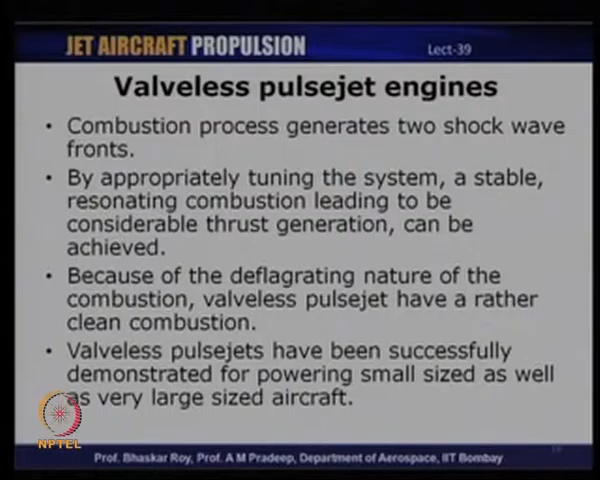 JET AIRCRAFT PROPULSION Lect-39
Valveless pulsejet engines
• Combustion process generates two shock wave
fronts.
• By appropriately tuning the system, a stable,
resonating combustion leading to be
considerable thrust generation, can be
achieved.
• Because of the deflagrating nature of the
combustion, valveless pulsejet have a rather
clean combustion.
• Valveless pulsejets have been successfully
demonstrated for powering small sized as well
as very large sized aircraft.
NPTEL
Prof. Bhaskar Roy, Prof. A M Pradeep, Department of Aerospace, IIT Bombay